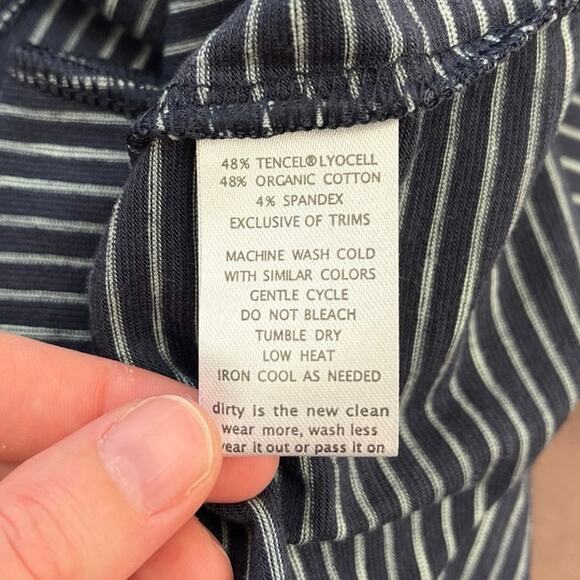 48% TENCEL®LYOCELL
48% ORGANIC COTTON
4% SPANDEX
EXCLUSIVE OF TRIMS
MACHINE WASH COLD
WITH SIMILAR COLORS
GENTLE CYCLE
DO NOT BLEACH
TUMBLE DRY
LOW HEAT
IRON COOL AS NEEDED
dirty is the new clean
wear more, wash less
wear it out or pass it on